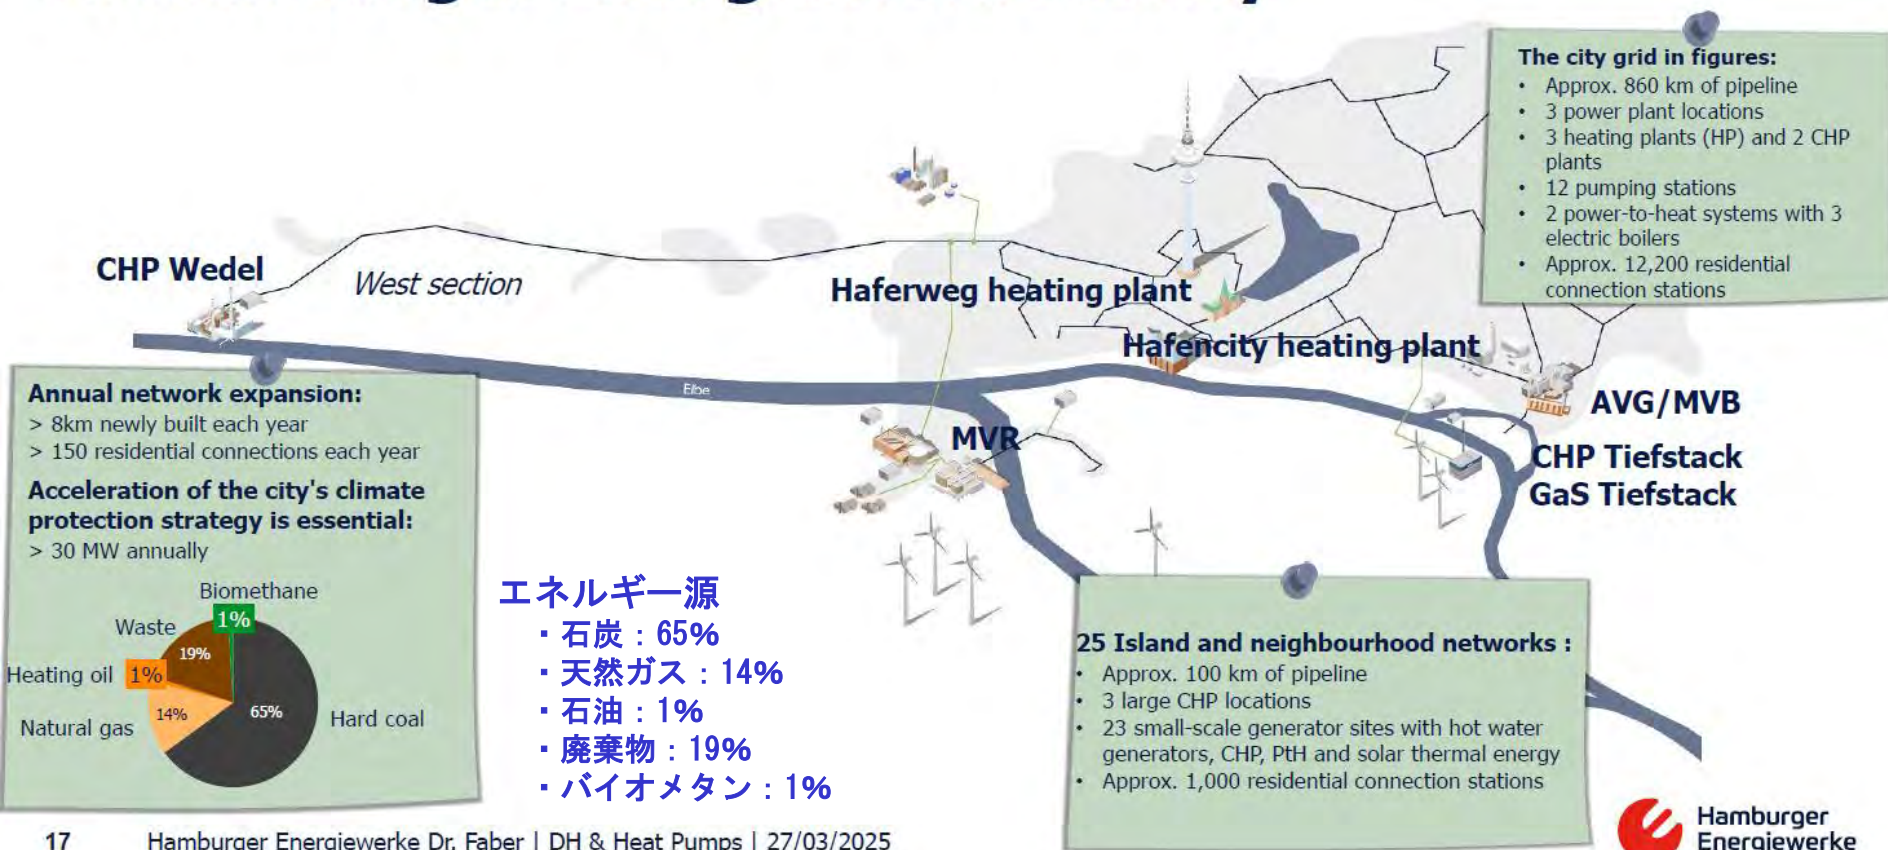 The city grid in figures:
• Approx. 860 km of pipeline
• 3 power plant locations
• 3 heating plants (HP) and 2 CHP
plants
• 12 pumping stations
• 2 power-to-heat systems with 3
electric boilers
• Approx. 12,200 residential
connection stations
CHP Wedel
West section
Haferweg heating plant
Hafencity heating plant
Elbe
MVR
AVG/MVB
CHP Tiefstack
GaS Tiefstack
Annual network expansion:
> 8km newly built each year
> 150 residential connections each year
Acceleration of the city's climate
protection strategy is essential:
> 30 MW annually
Biomethane
1%
Waste
19%
Heating oil 1%
Natural gas
14%
65%
Hard coal
エネルギー源
・石炭：65%
・天然ガス：14%
・石油：1%
・廃棄物：19%
・バイオメタン：1%
25 Island and neighbourhood networks :
• Approx. 100 km of pipeline
• 3 large CHP locations
• 23 small-scale generator sites with hot water
generators, CHP, PtH and solar thermal energy
• Approx. 1,000 residential connection stations
17 Hamburger Energiewerke Dr. Faber | DH & Heat Pumps | 27/03/2025
Hamburger
Energiewerke